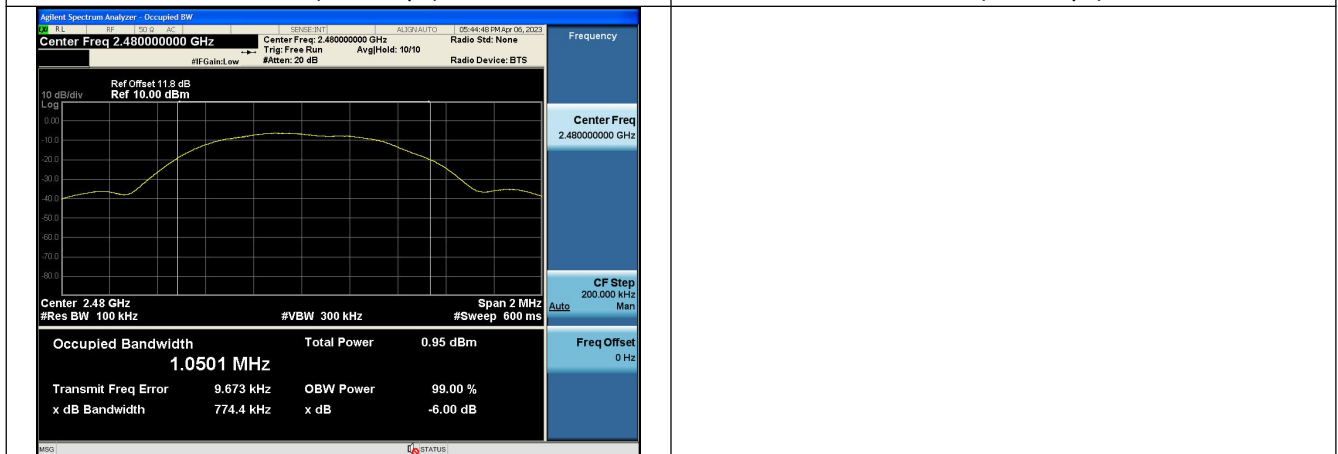 Agilent Spectrum Analyzer - Occupied BW
RL RF 50 Ω AC SENSE:INT ALIGN AUTO 05:44:48 PM Apr 06, 2023
Center Freq 2.480000000 GHz
Center Freq: 2.480000000 GHz
Radio Std: None
Trig: Free Run Avg|Hold: 10/10
#IFGain:Low
#Atten: 20 dB
Radio Device: BTS
Ref Offset 11.8 dB
10 dB/div Ref 10.00 dBm
Log
0.00
-10.0
-20.0
-30.0
-40.0
-50.0
-60.0
-70.0
-80.0
Center 2.48 GHz
Span 2 MHz
#Res BW 100 kHz
#VBW 300 kHz
#Sweep 600 ms
Occupied Bandwidth
Total Power 0.95 dBm
1.0501 MHz
Transmit Freq Error 9.673 kHz
OBW Power 99.00 %
x dB Bandwidth 774.4 kHz
x dB -6.00 dB
MSG
STATUS
Frequency
Center Freq
2.480000000 GHz
CF Step
200.000 kHz
Auto Man
Freq Offset
0 Hz